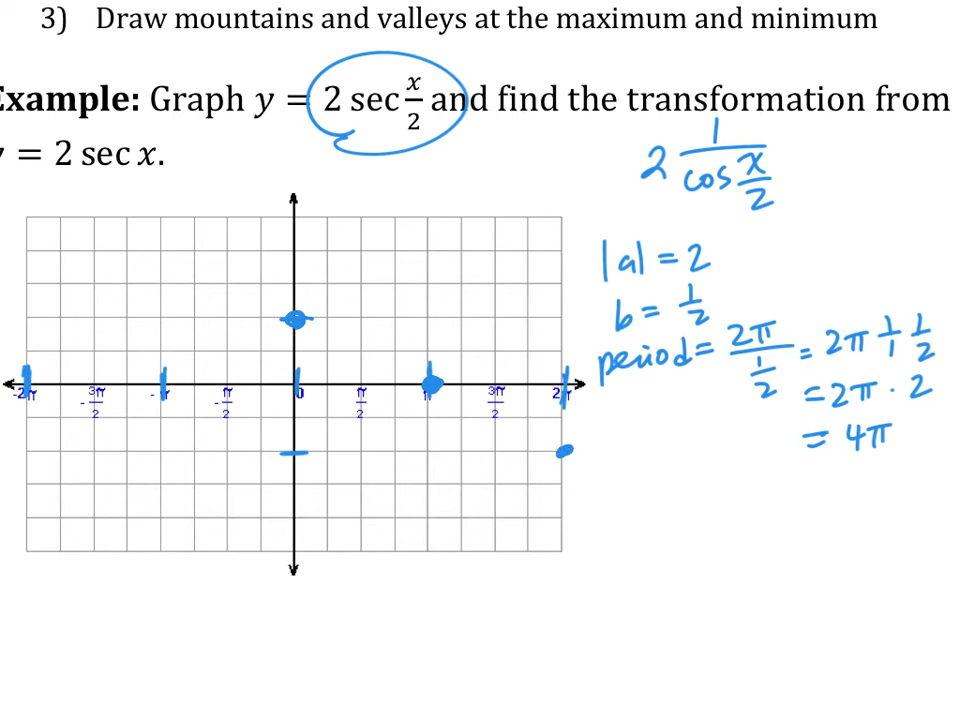 3) Draw mountains and valleys at the maximum and minimum
Example: Graph y = 2 sec x/2 and find the transformation from
y = 2 sec x.
2 1/cos x/2
|a| = 2
b = 1/2
period = 2π/(1/2) = 2π ÷ 1/2
= 2π · 2
= 4π
-2π -3π/2 -π -π/2 0 π/2 π 3π/2 2π